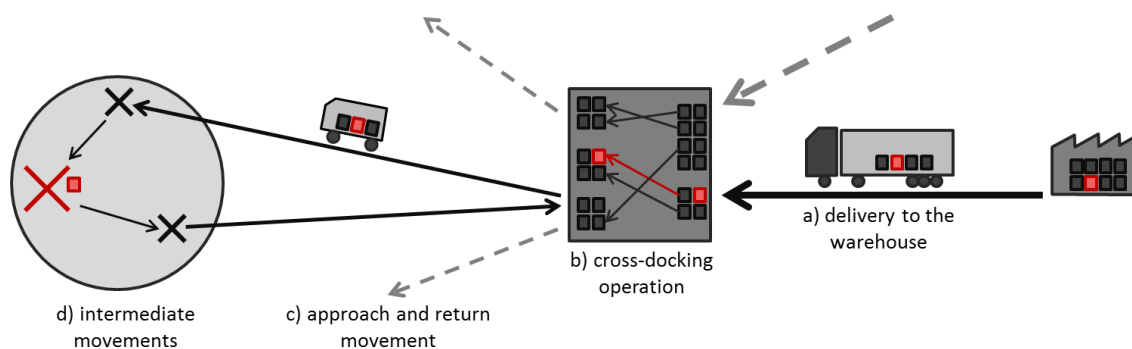 a) delivery to the
warehouse
b) cross-docking
operation
c) approach and return
movement
d) intermediate
movements